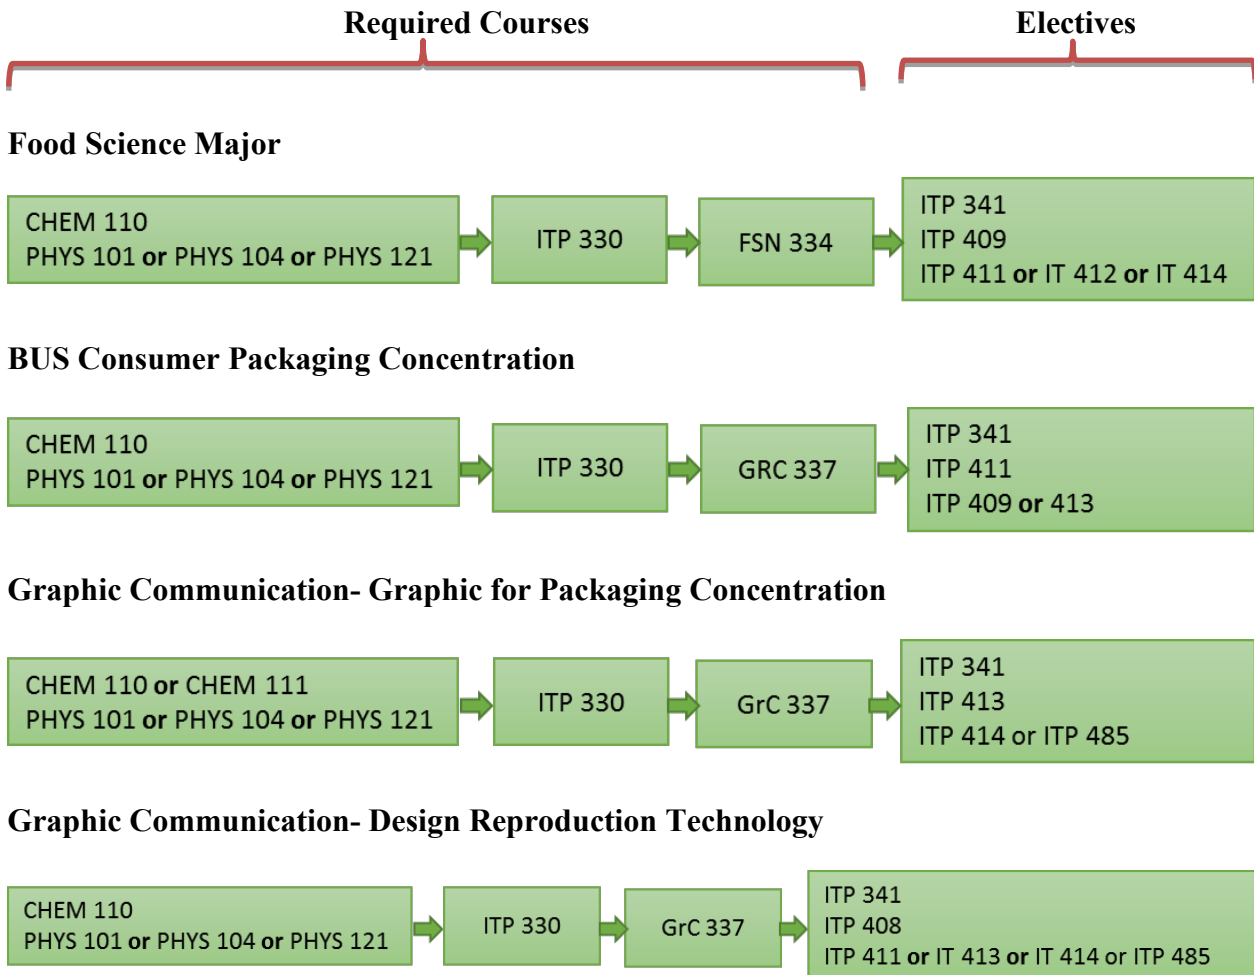 Required Courses
Electives
Food Science Major
CHEM 110
PHYS 101 or PHYS 104 or PHYS 121
ITP 330
FSN 334
ITP 341
ITP 409
ITP 411 or IT 412 or IT 414
BUS Consumer Packaging Concentration
CHEM 110
PHYS 101 or PHYS 104 or PHYS 121
ITP 330
GRC 337
ITP 341
ITP 411
ITP 409 or 413
Graphic Communication- Graphic for Packaging Concentration
CHEM 110 or CHEM 111
PHYS 101 or PHYS 104 or PHYS 121
ITP 330
GrC 337
ITP 341
ITP 413
ITP 414 or ITP 485
Graphic Communication- Design Reproduction Technology
CHEM 110
PHYS 101 or PHYS 104 or PHYS 121
ITP 330
GrC 337
ITP 341
ITP 408
ITP 411 or IT 413 or IT 414 or ITP 485